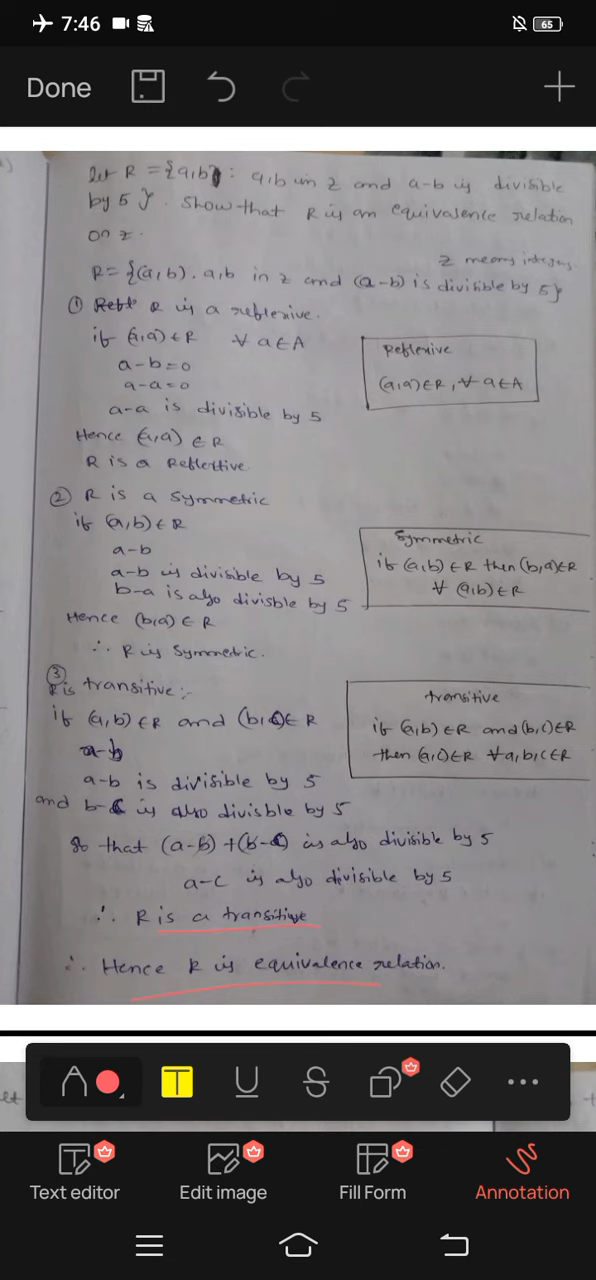 7:46
65
Done
let R = {a,b) : a,b in z and a-b is divisible
by 5 }. Show that R is an equivalence relation
on z.
z means integers
R = {(a,b). a,b in z and (a-b) is divisible by 5}
① R is a reflexive.
if (a,a) ∈ R ∀ a∈A
a-b=0
a-a=0
a-a is divisible by 5
Hence (a,a) ∈ R
R is a Reflective.
Reflexive
(a,a)∈R, ∀ a∈A
② R is a Symmetric
if (a,b) ∈ R
a-b
a-b is divisible by 5
b-a is also divisble by 5
Hence (b,a) ∈ R
∴ R is Symmetric.
Symmetric
if (a,b) ∈R then (b,a)∈R
∀ (a,b)∈R
③
R is transitive :-
if (a,b) ∈R and (b,c)∈R
a-b
a-b is divisible by 5
and b-c is also divisble by 5
So that (a-b) +(b-c) is also divisible by 5
a-c is also divisible by 5
∴ R is a transitive
∴ Hence R is equivalence relation.
transitive
if (a,b)∈R and (b,c)∈R
then (a,c)∈R ∀a,b,c∈R
T
U
S
Text editor
Edit image
Fill Form
Annotation